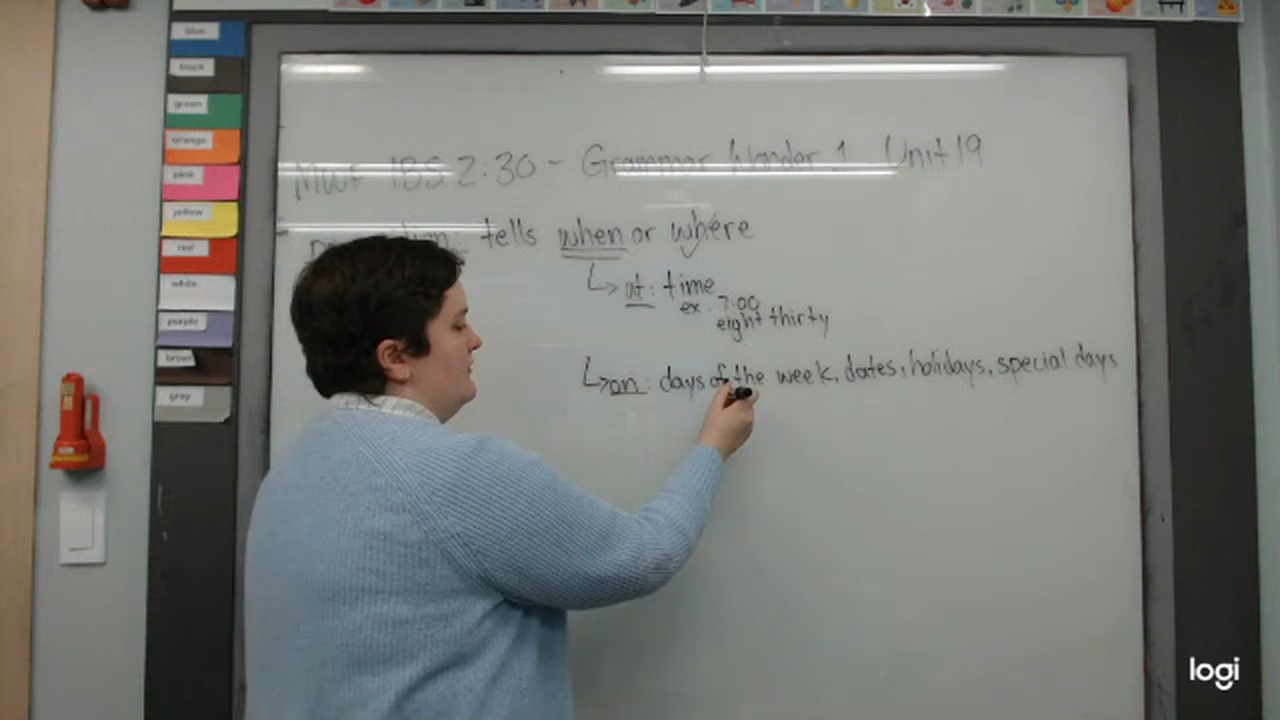 blue
black
green
orange
pink
yellow
red
white
purple
brown
gray
MWF 1B5 2:30 - Grammar Wonder 1 Unit 19
tells when or where
↳ at: time
ex. 7:00
eight thirty
↳ on: days of the week, dates, holidays, special days
logi